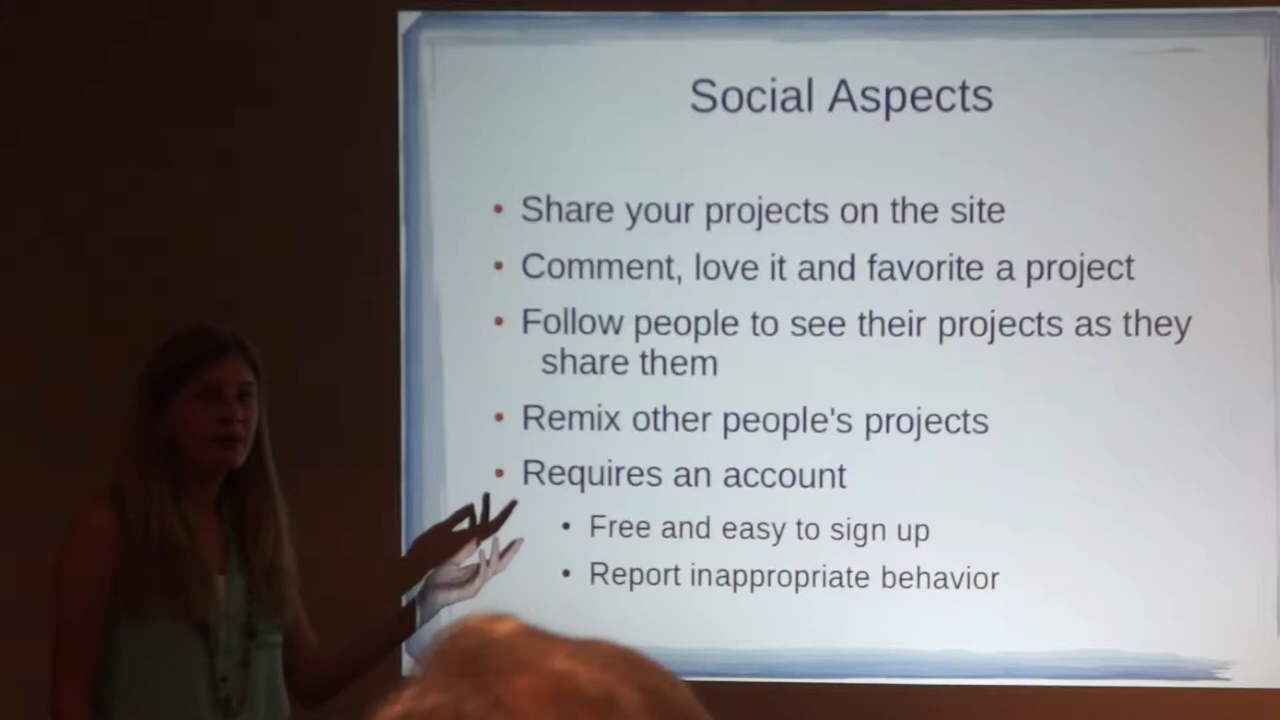 Social Aspects
• Share your projects on the site
• Comment, love it and favorite a project
• Follow people to see their projects as they
share them
• Remix other people's projects
• Requires an account
• Free and easy to sign up
• Report inappropriate behavior